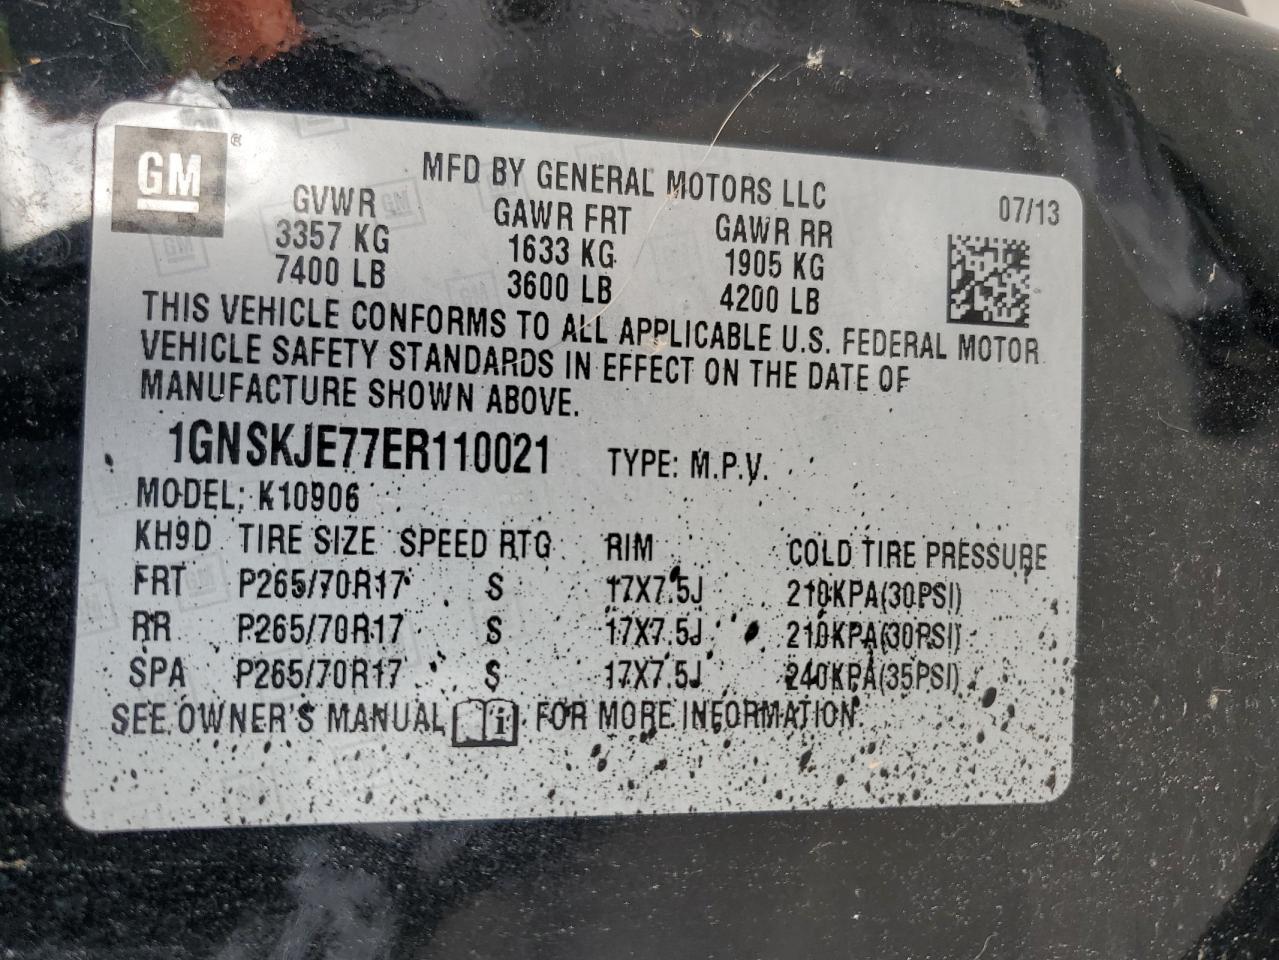 GM ®
MFD BY GENERAL MOTORS LLC
07/13
GVWR GAWR FRT GAWR RR
3357 KG 1633 KG 1905 KG
7400 LB 3600 LB 4200 LB
THIS VEHICLE CONFORMS TO ALL APPLICABLE U.S. FEDERAL MOTOR
VEHICLE SAFETY STANDARDS IN EFFECT ON THE DATE OF
MANUFACTURE SHOWN ABOVE.
1GNSKJE77ER110021 TYPE: M.P.V.
MODEL: K10906
KH9D TIRE SIZE SPEED RTG RIM COLD TIRE PRESSURE
FRT P265/70R17 S 17X7.5J 210KPA(30PSI)
RR P265/70R17 S 17X7.5J 210KPA(30PSI)
SPA P265/70R17 S 17X7.5J 240KPA(35PSI)
SEE OWNER'S MANUAL i FOR MORE INFORMATION.